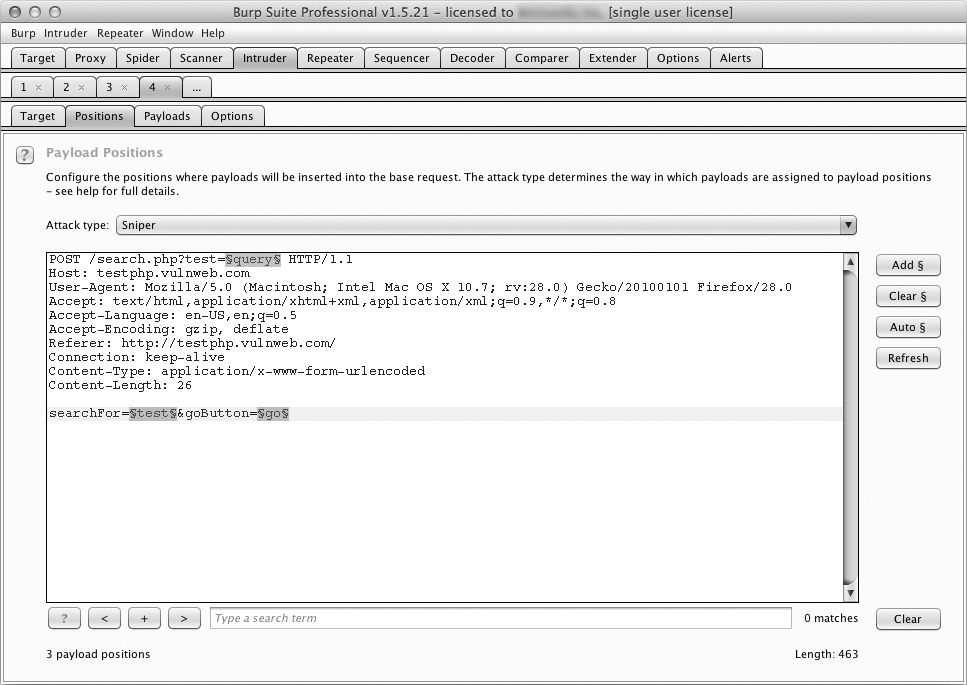 Burp Suite Professional v1.5.21 - licensed to [single user license]
Burp Intruder Repeater Window Help
Target Proxy Spider Scanner Intruder Repeater Sequencer Decoder Comparer Extender Options Alerts
1 × 2 × 3 × 4 × ...
Target Positions Payloads Options
? Payload Positions
Configure the positions where payloads will be inserted into the base request. The attack type determines the way in which payloads are assigned to payload positions
– see help for full details.
Attack type: Sniper
POST /search.php?test=§query§ HTTP/1.1
Host: testphp.vulnweb.com
User-Agent: Mozilla/5.0 (Macintosh; Intel Mac OS X 10.7; rv:28.0) Gecko/20100101 Firefox/28.0
Accept: text/html,application/xhtml+xml,application/xml;q=0.9,*/*;q=0.8
Accept-Language: en-US,en;q=0.5
Accept-Encoding: gzip, deflate
Referer: http://testphp.vulnweb.com/
Connection: keep-alive
Content-Type: application/x-www-form-urlencoded
Content-Length: 26
searchFor=§test§&goButton=§go§
Add §
Clear §
Auto §
Refresh
? < + > Type a search term 0 matches Clear
3 payload positions Length: 463